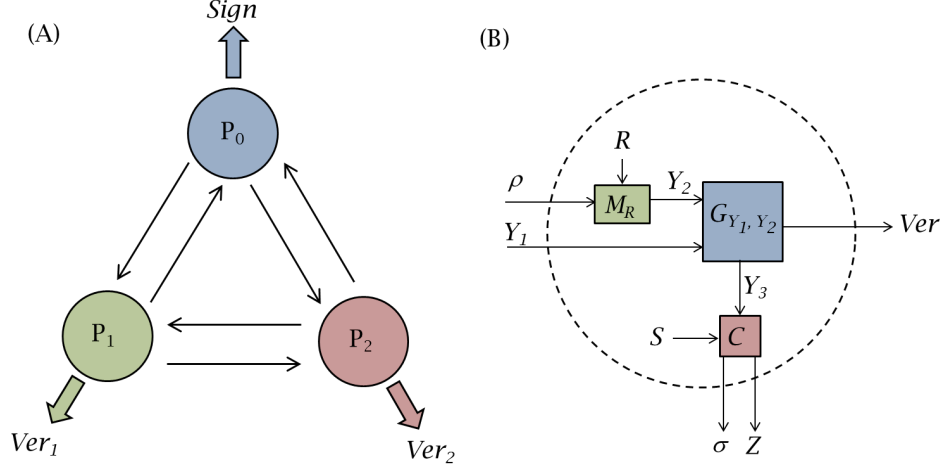 (A)
Sign
P0
P1
P2
Ver1
Ver2
(B)
R
ρ
MR
Y2
GY1, Y2
Y1
Ver
Y3
S
C
σ
Z